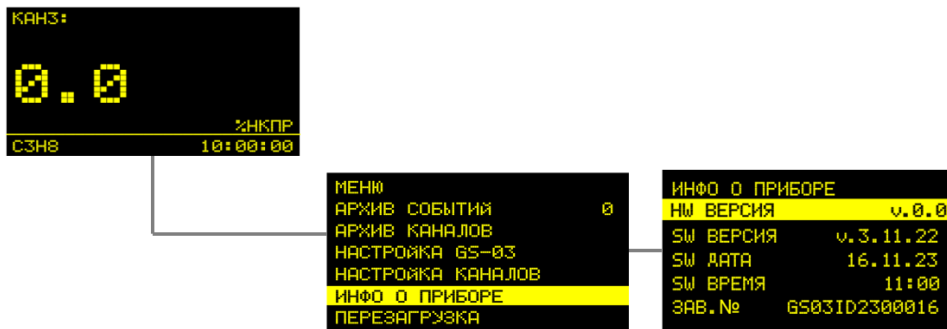 КАН3:
0.0
%НКПР
C3H8 10:00:00
МЕНЮ
АРХИВ СОБЫТИЙ 0
АРХИВ КАНАЛОВ
НАСТРОЙКА GS-03
НАСТРОЙКА КАНАЛОВ
ИНФО О ПРИБОРЕ
ПЕРЕЗАГРУЗКА
ИНФО О ПРИБОРЕ
HW ВЕРСИЯ v.0.0
SW ВЕРСИЯ v.3.11.22
SW ДАТА 16.11.23
SW ВРЕМЯ 11:00
ЗАВ.№ GS03ID2300016